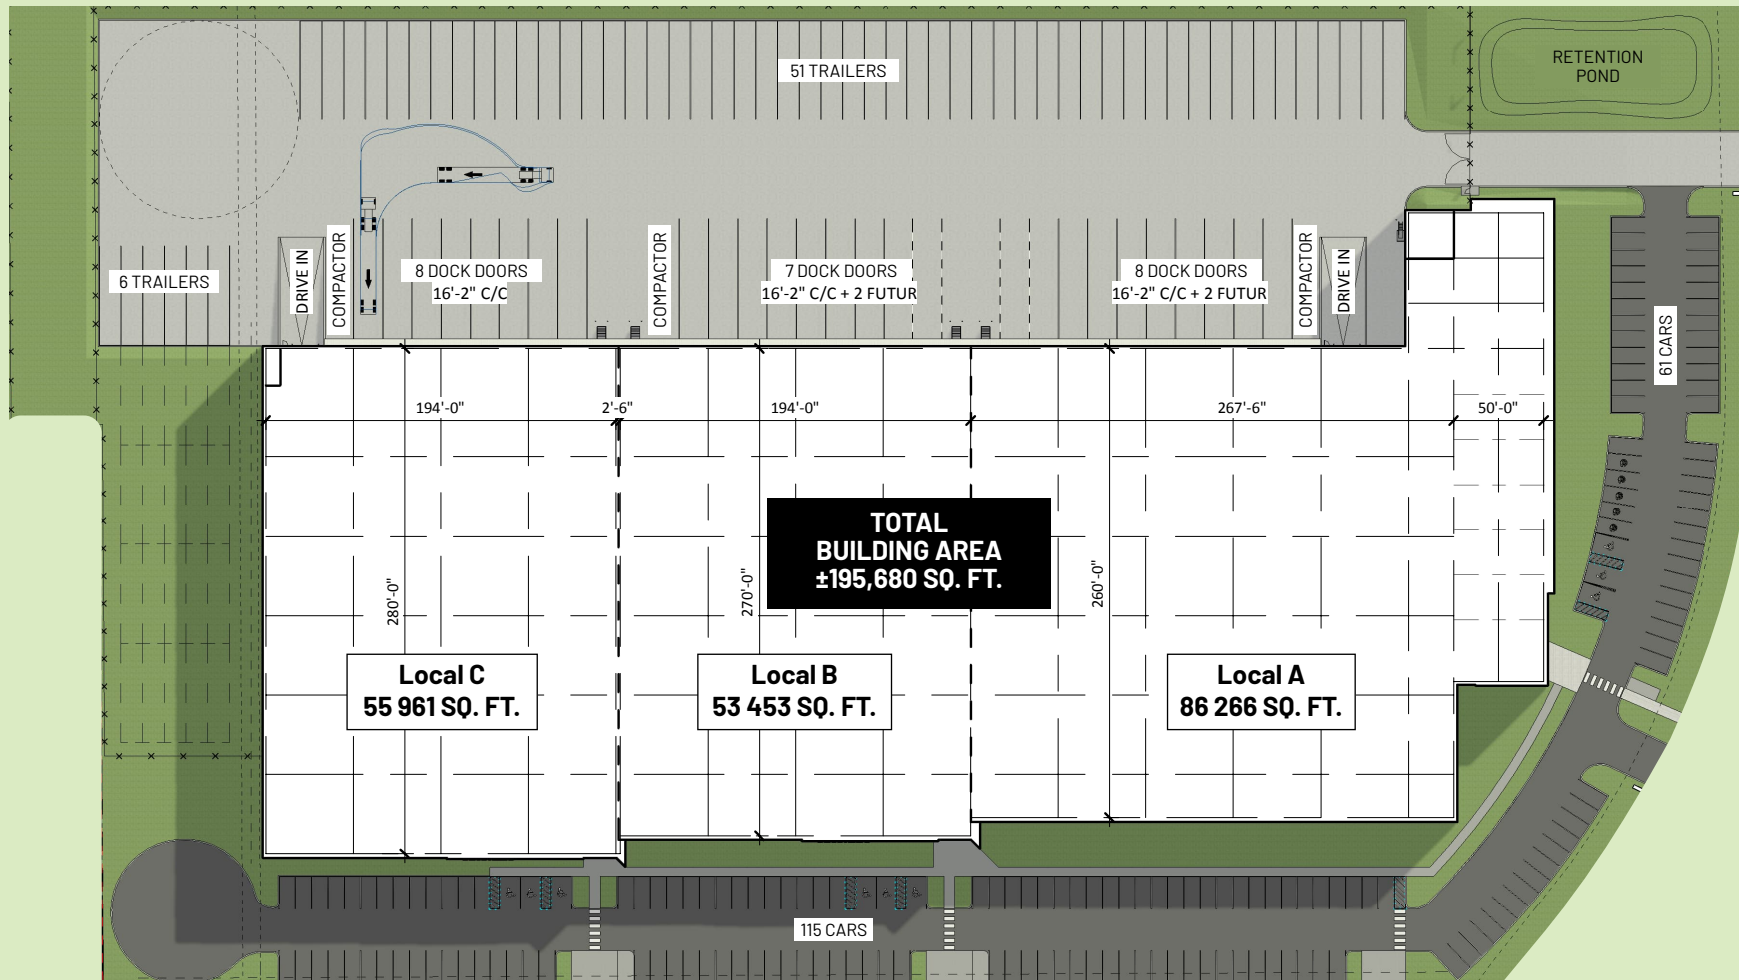 51 TRAILERS
RETENTION
POND
6 TRAILERS
DRIVE IN
COMPACTOR
8 DOCK DOORS
16'-2" C/C
COMPACTOR
7 DOCK DOORS
16'-2" C/C + 2 FUTUR
8 DOCK DOORS
16'-2" C/C + 2 FUTUR
COMPACTOR
DRIVE IN
61 CARS
194'-0"
2'-6"
194'-0"
267'-6"
50'-0"
TOTAL
BUILDING AREA
±195,680 SQ. FT.
280'-0"
270'-0"
260'-0"
Local C
55 961 SQ. FT.
Local B
53 453 SQ. FT.
Local A
86 266 SQ. FT.
115 CARS